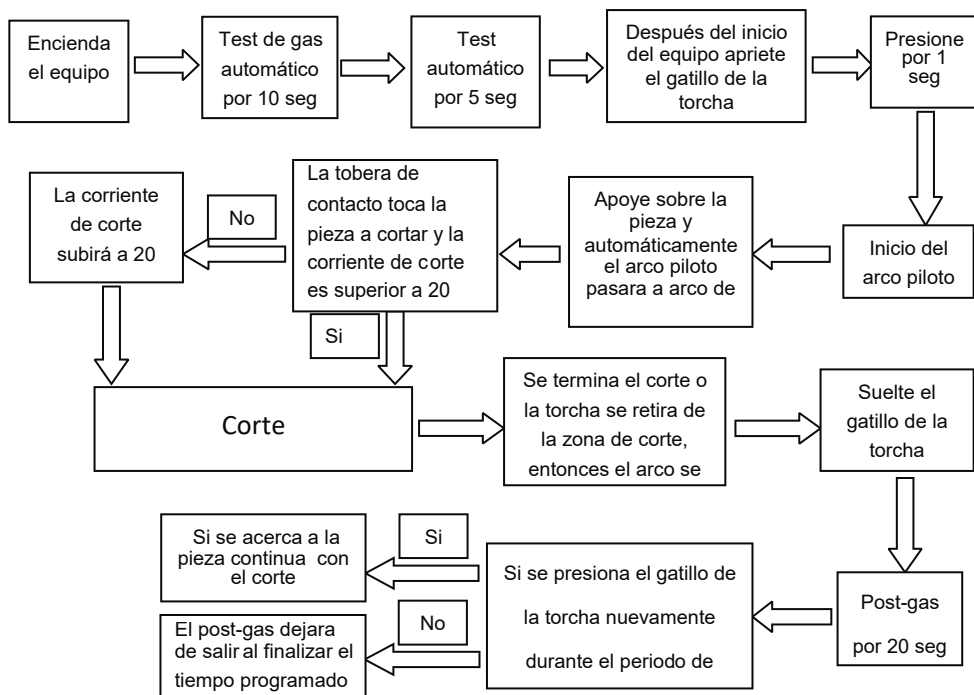 Encienda
el equipo
Test de gas
automático
por 10 seg
Test
automático
por 5 seg
Después del inicio
del equipo apriete
el gatillo de la
torcha
Presione
por 1
seg
Inicio del
arco piloto
Apoye sobre la
pieza y
automáticamente
el arco piloto
pasara a arco de
La tobera de
contacto toca la
pieza a cortar y la
corriente de corte
es superior a 20
No
La corriente
de corte
subirá a 20
Si
Corte
Se termina el corte o
la torcha se retira de
la zona de corte,
entonces el arco se
Suelte el
gatillo de la
torcha
Post-gas
por 20 seg
Si se presiona el gatillo de
la torcha nuevamente
durante el periodo de
Si
Si se acerca a la
pieza continua con
el corte
No
El post-gas dejara
de salir al finalizar el
tiempo programado